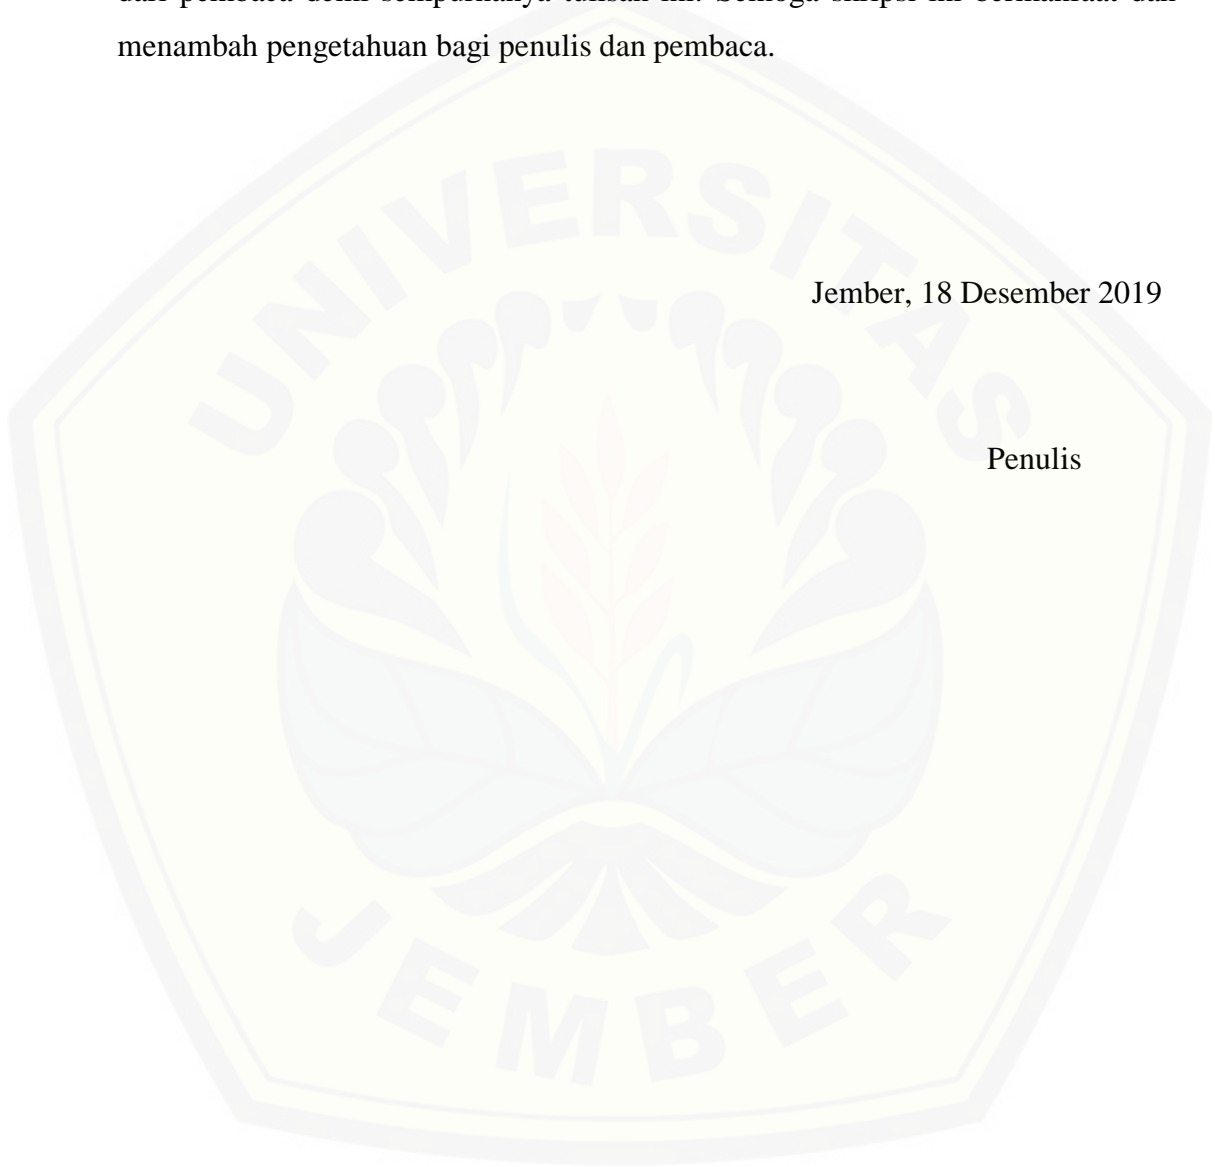 dari pembaca demi sempurnanya tulisan ini. Semoga skripsi ini bermanfaat dan
menambah pengetahuan bagi penulis dan pembaca.
UNIVERSITAS
Jember, 18 Desember 2019
Penulis
JEMBER